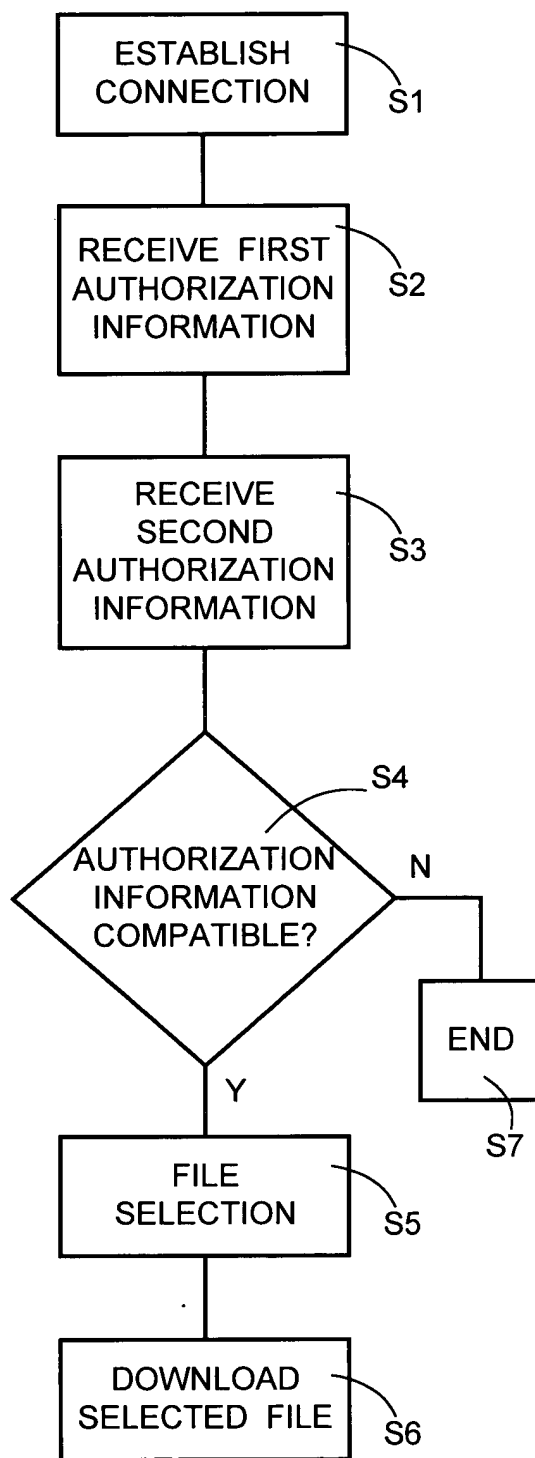 ESTABLISH
CONNECTION
S1
RECEIVE FIRST
AUTHORIZATION
INFORMATION
S2
RECEIVE
SECOND
AUTHORIZATION
INFORMATION
S3
S4
AUTHORIZATION
INFORMATION
COMPATIBLE?
N
END
S7
Y
FILE
SELECTION
S5
DOWNLOAD
SELECTED FILE
S6